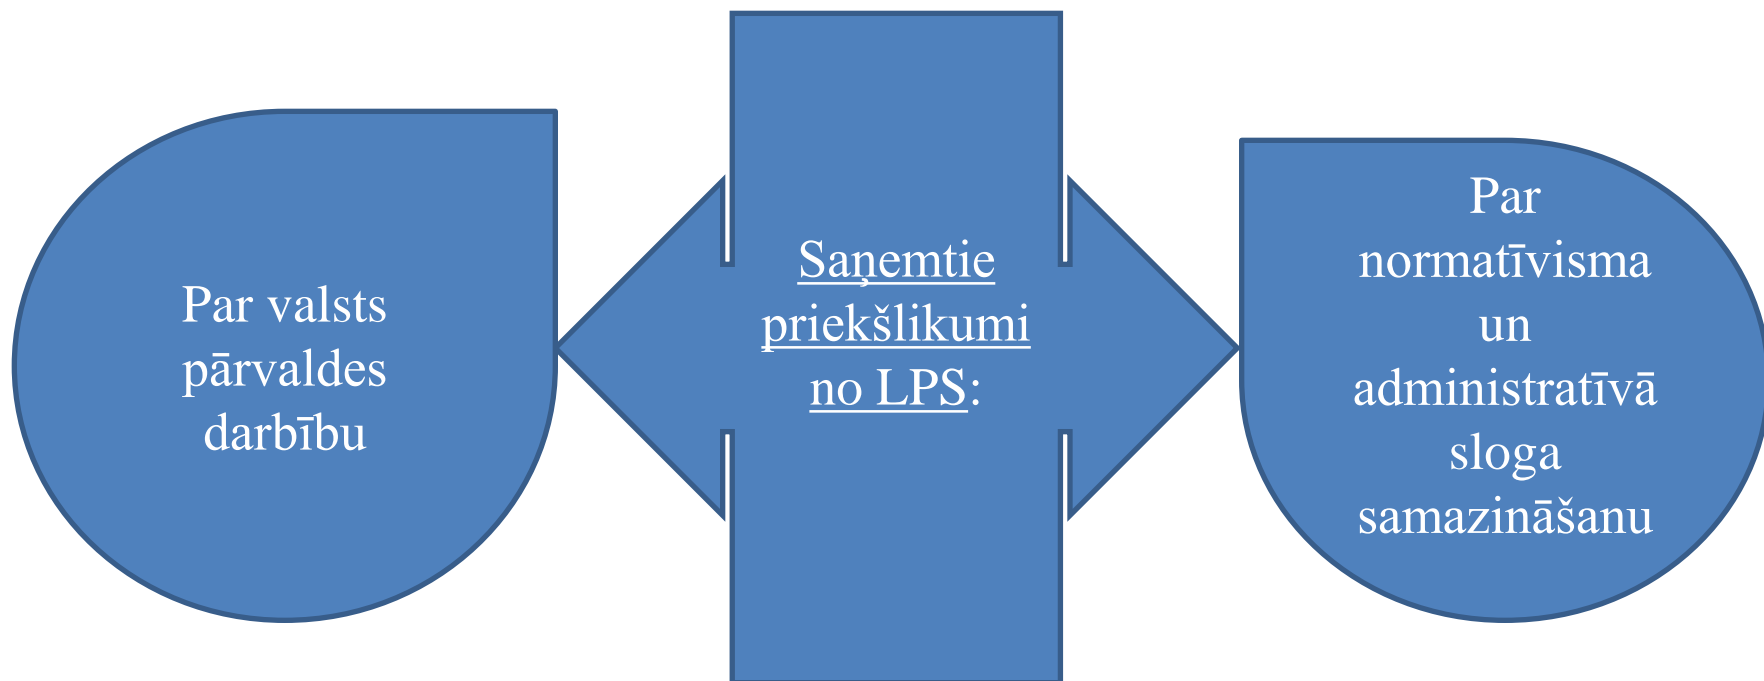 Par valsts
pārvaldes
darbību
Saņemtie
priekšlikumi
no LPS:
Par
normatīvisma
un
administratīvā
sloga
samazināšanu